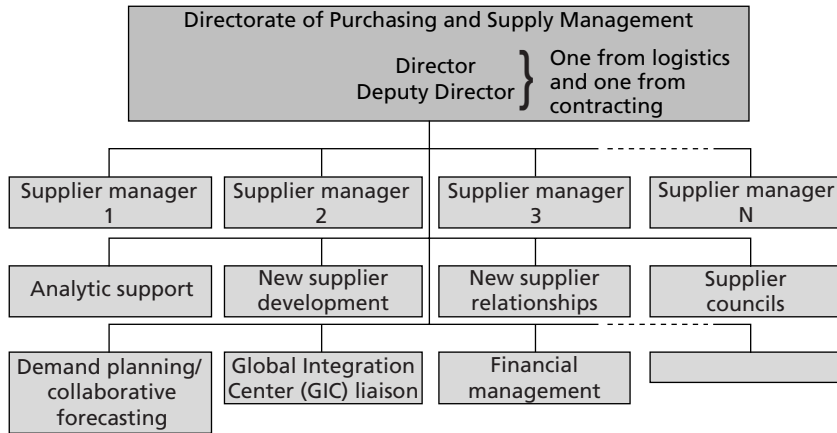 Directorate of Purchasing and Supply Management
Director
Deputy Director
One from logistics
and one from
contracting
Supplier manager
1
Supplier manager
2
Supplier manager
3
Supplier manager
N
Analytic support
New supplier
development
New supplier
relationships
Supplier
councils
Demand planning/
collaborative
forecasting
Global Integration
Center (GIC) liaison
Financial
management